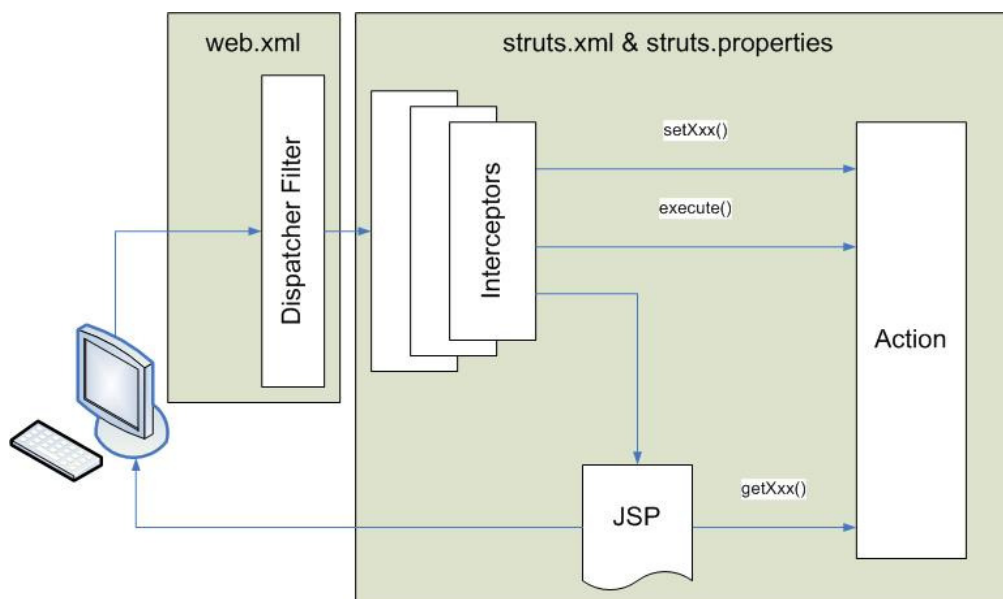 web.xml
struts.xml & struts.properties
Dispatcher Filter
Interceptors
setXxx()
execute()
Action
JSP
getXxx()